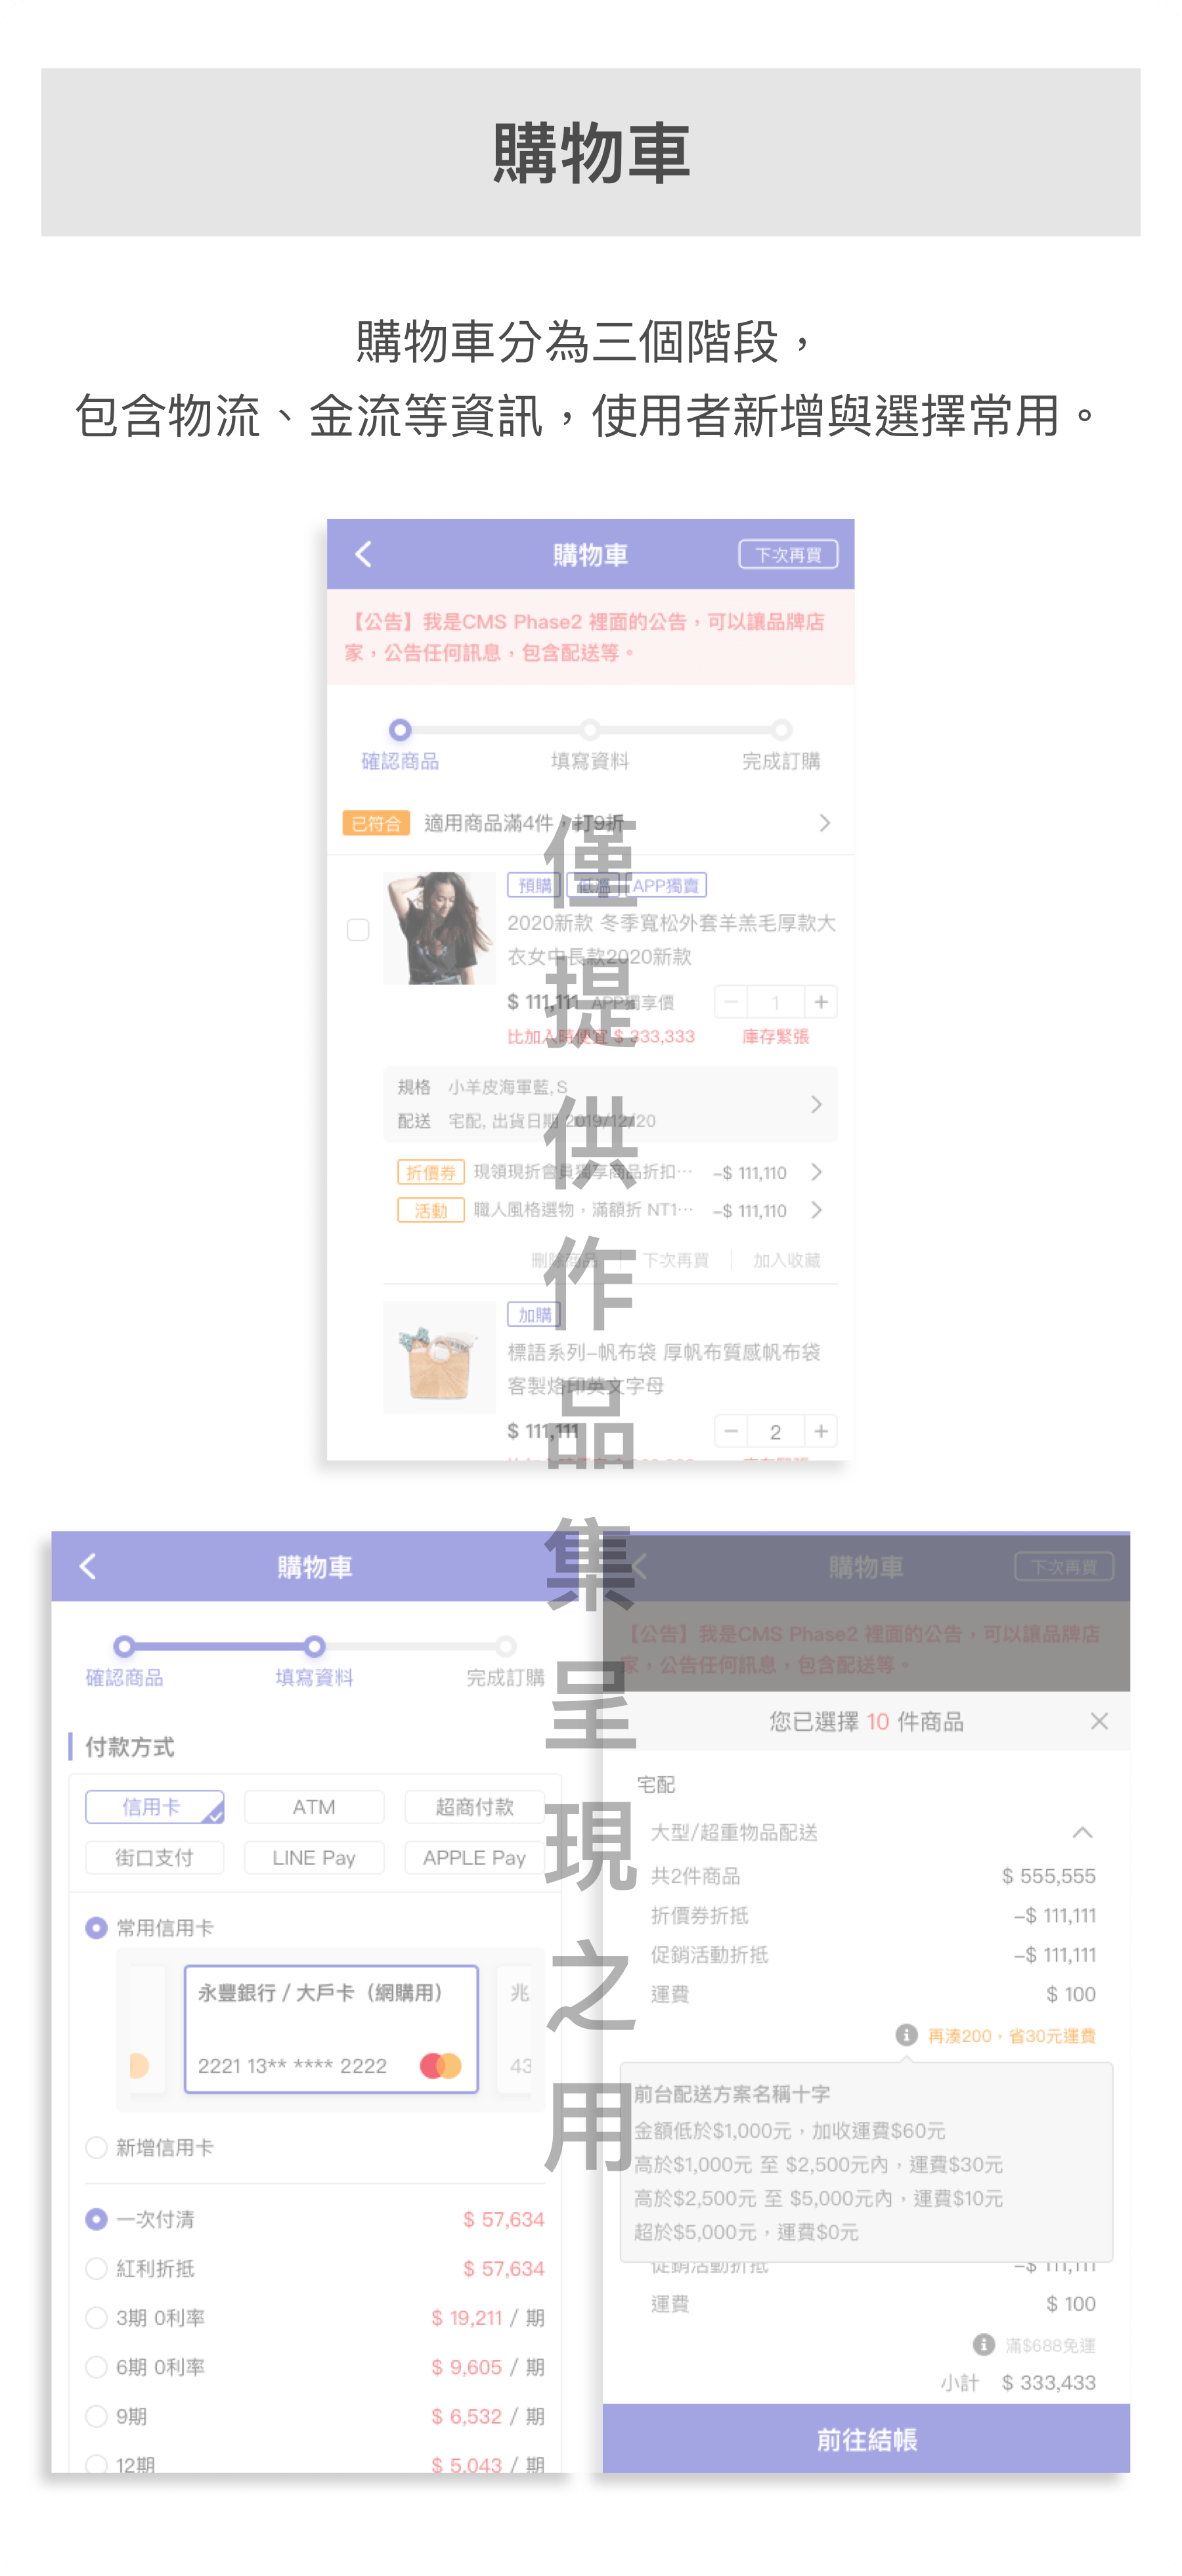 購物車
購物車分為三個階段，
包含物流、金流等資訊，使用者新增與選擇常用。
購物車
下次再買
【公告】我是CMS Phase2 裡面的公告，可以讓品牌店
家，公告任何訊息，包含配送等。
確認商品 填寫資料 完成訂購
已符合 適用商品滿4件，打9折
預購 低溫 APP獨賣
2020新款 冬季寬松外套羊羔毛厚款大
衣女中長款2020新款
$ 111,111 APP獨享價 − 1 +
比加入時便宜 $ 333,333 庫存緊張
規格 小羊皮海軍藍, S
配送 宅配, 出貨日期 2019/12/20
折價券 現領現折會員獨享商品折扣… −$ 111,110
活動 職人風格選物，滿額折 NT1… −$ 111,110
刪除商品 下次再買 加入收藏
加購
標語系列–帆布袋 厚帆布質感帆布袋
客製烙印英文字母
$ 111,111 − 2 +
僅提供作品集呈現之用
購物車
確認商品 填寫資料 完成訂購
付款方式
信用卡 ATM 超商付款
街口支付 LINE Pay APPLE Pay
常用信用卡
永豐銀行 / 大戶卡（網購用） 兆
2221 13** **** 2222 43
新增信用卡
一次付清 $ 57,634
紅利折抵 $ 57,634
3期 0利率 $ 19,211 / 期
6期 0利率 $ 9,605 / 期
9期 $ 6,532 / 期
12期 $ 5,043 / 期
購物車
下次再買
【公告】我是CMS Phase2 裡面的公告，可以讓品牌店
家，公告任何訊息，包含配送等。
您已選擇 10 件商品
宅配
大型/超重物品配送
共2件商品 $ 555,555
折價券折抵 −$ 111,111
促銷活動折抵 −$ 111,111
運費 $ 100
再湊200，省30元運費
前台配送方案名稱十字
金額低於$1,000元，加收運費$60元
高於$1,000元 至 $2,500元內，運費$30元
高於$2,500元 至 $5,000元內，運費$10元
超於$5,000元，運費$0元
促銷活動折抵 −$ 111,111
運費 $ 100
滿$688免運
小計 $ 333,433
前往結帳